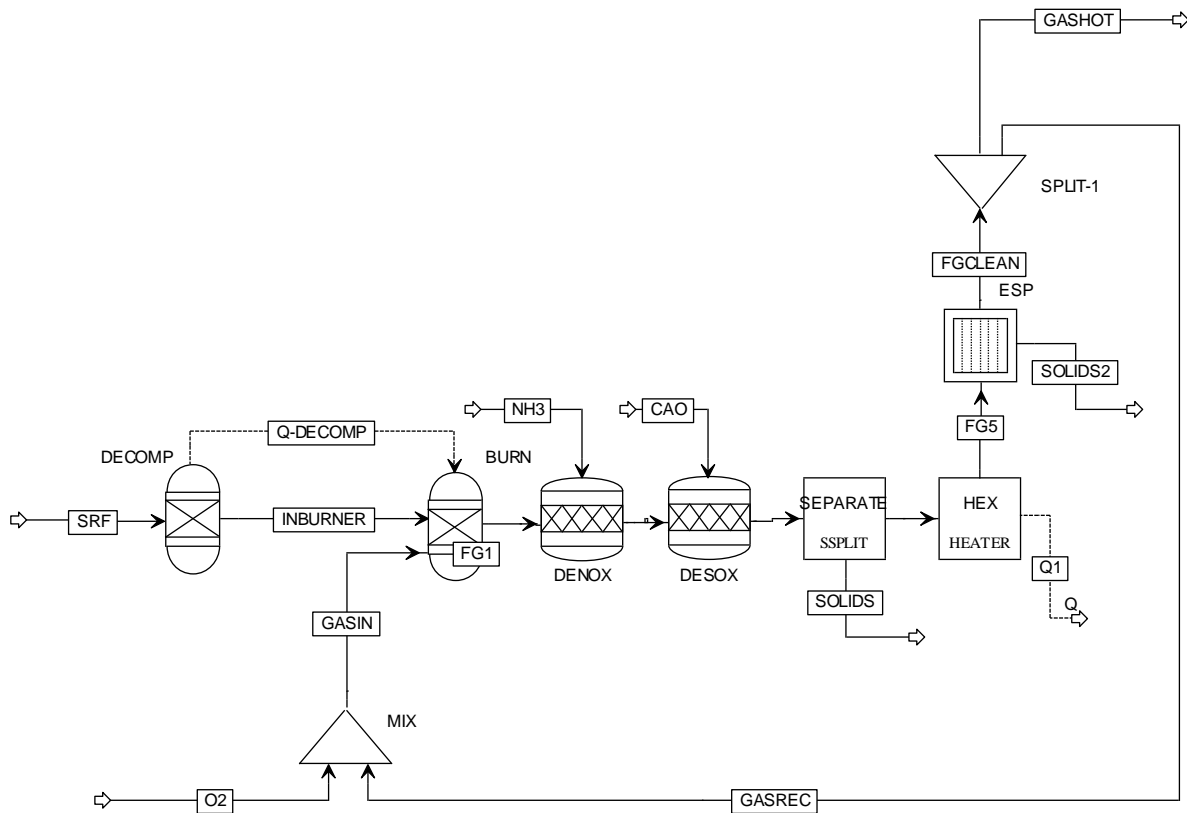 GASHOT
SPLIT-1
FGCLEAN
ESP
SOLIDS2
NH3
CAO
FG5
Q-DECOMP
DECOMP
BURN
SEPARATE
HEX
SRF
INBURNER
SSPLIT
HEATER
FG1
Q1
DENOX
DESOX
SOLIDS
Q
GASIN
MIX
O2
GASREC